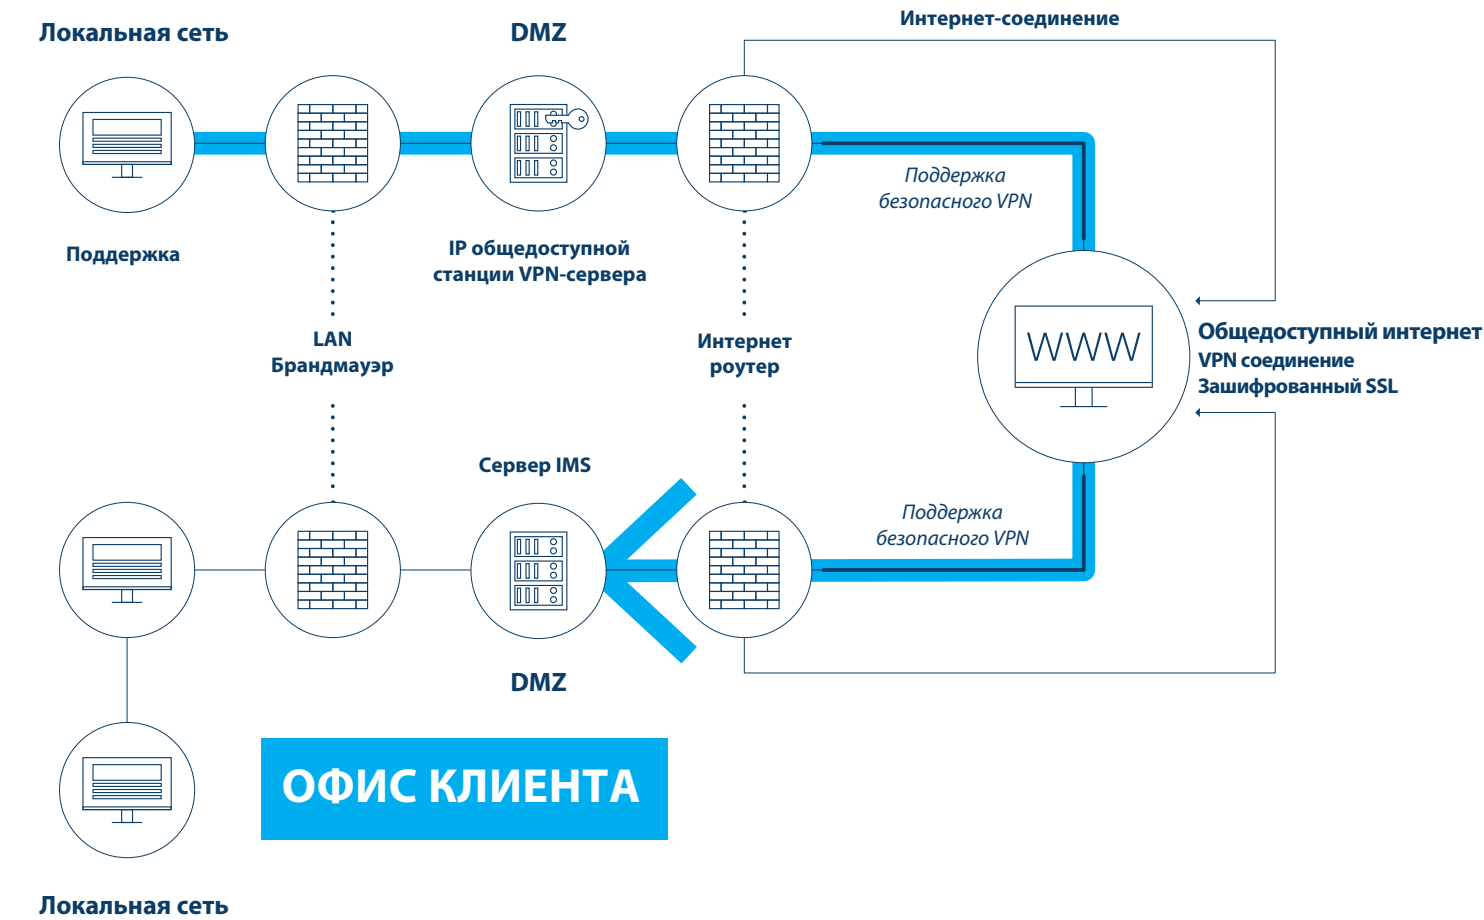 Интернет-соединение
Локальная сеть
DMZ
Поддержка
безопасного VPN
Поддержка
IP общедоступной
станции VPN-сервера
LAN
Брандмауэр
Интернет
роутер
WWW
Общедоступный интернет
VPN соединение
Зашифрованный SSL
Сервер IMS
Поддержка
безопасного VPN
DMZ
ОФИС КЛИЕНТА
Локальная сеть